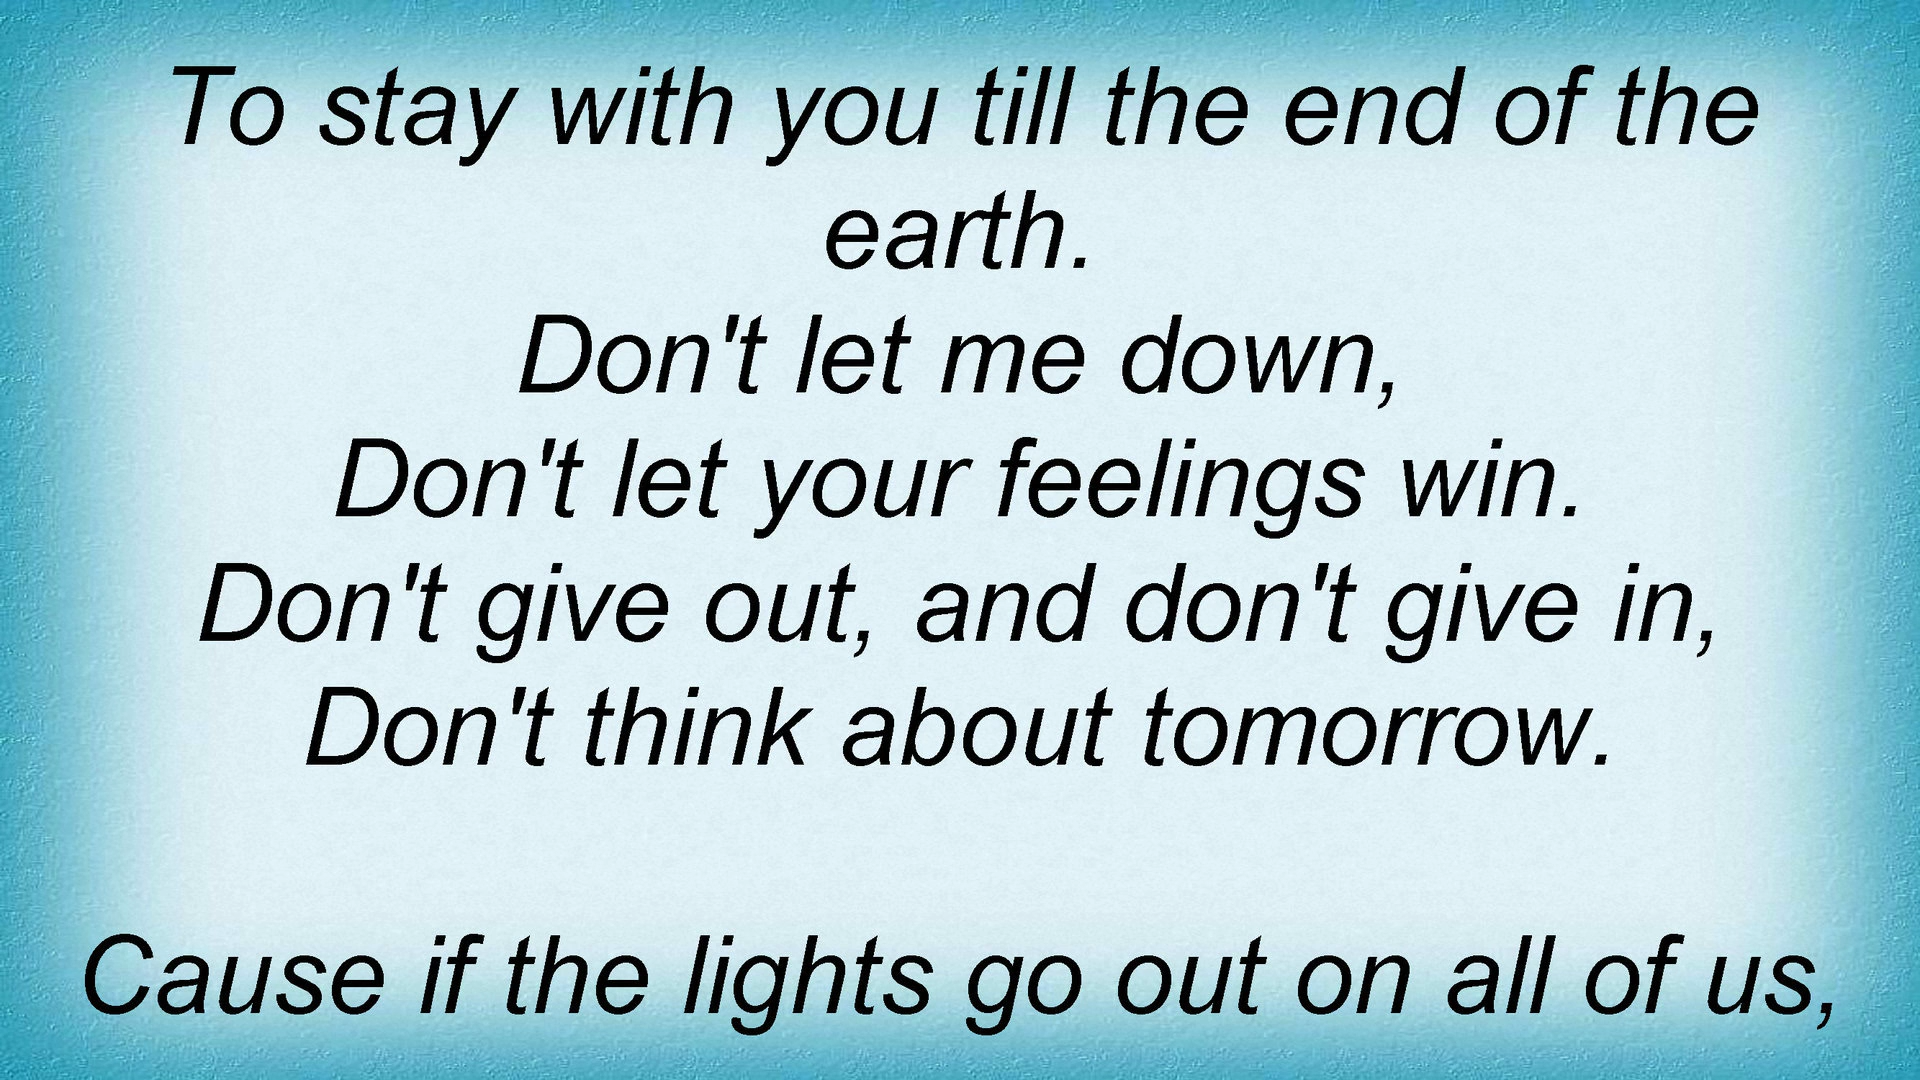 To stay with you till the end of the
earth.
Don't let me down,
Don't let your feelings win.
Don't give out, and don't give in,
Don't think about tomorrow.
Cause if the lights go out on all of us,